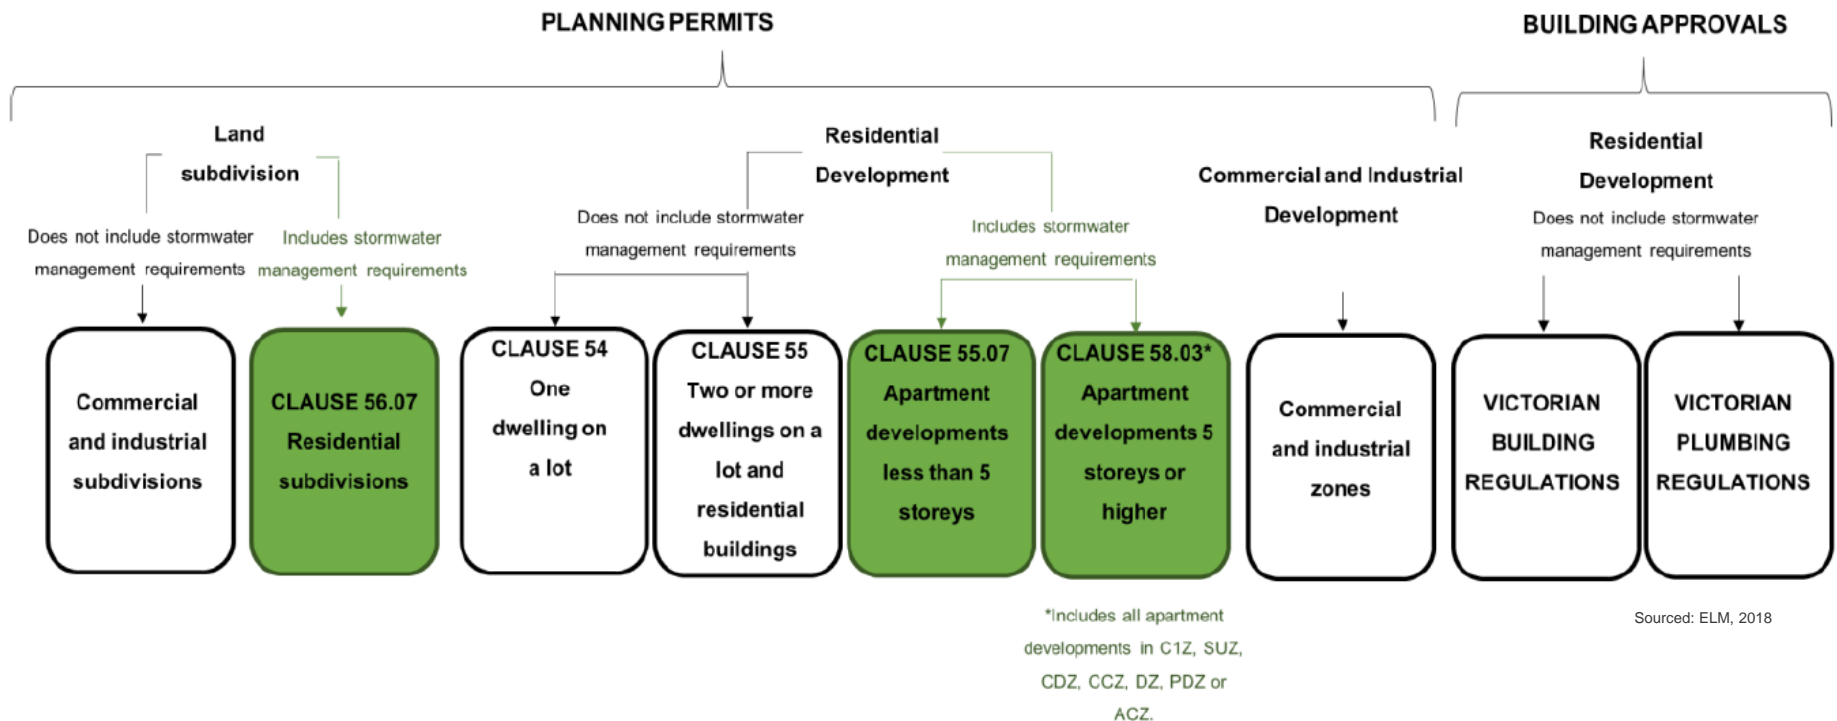 PLANNING PERMITS
BUILDING APPROVALS
Land
subdivision
Does not include stormwater
management requirements
Includes stormwater
management requirements
Residential
Development
Does not include stormwater
management requirements
Includes stormwater
management requirements
Commercial and Industrial
Development
Residential
Development
Does not include stormwater
management requirements
Commercial
and industrial
subdivisions
CLAUSE 56.07
Residential
subdivisions
CLAUSE 54
One
dwelling on
a lot
CLAUSE 55
Two or more
dwellings on a
lot and
residential
buildings
CLAUSE 55.07
Apartment
developments
less than 5
storeys
CLAUSE 58.03*
Apartment
developments 5
storeys or
higher
Commercial
and industrial
zones
VICTORIAN
BUILDING
REGULATIONS
VICTORIAN
PLUMBING
REGULATIONS
*Includes all apartment
developments in C1Z, SUZ,
CDZ, CCZ, DZ, PDZ or
ACZ.
Sourced: ELM, 2018